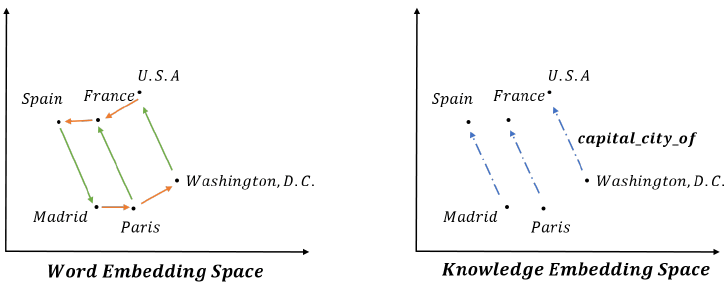 U.S.A
Spain
France
Washington, D.C.
Madrid
Paris
Word Embedding Space
U.S.A
Spain
France
capital_city_of
Washington, D.C.
Madrid
Paris
Knowledge Embedding Space